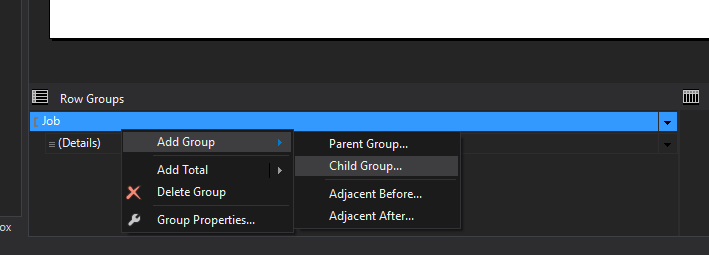 Row Groups
Job
(Details)
Add Group
Add Total
Delete Group
Group Properties...
Parent Group...
Child Group...
Adjacent Before...
Adjacent After...
ox